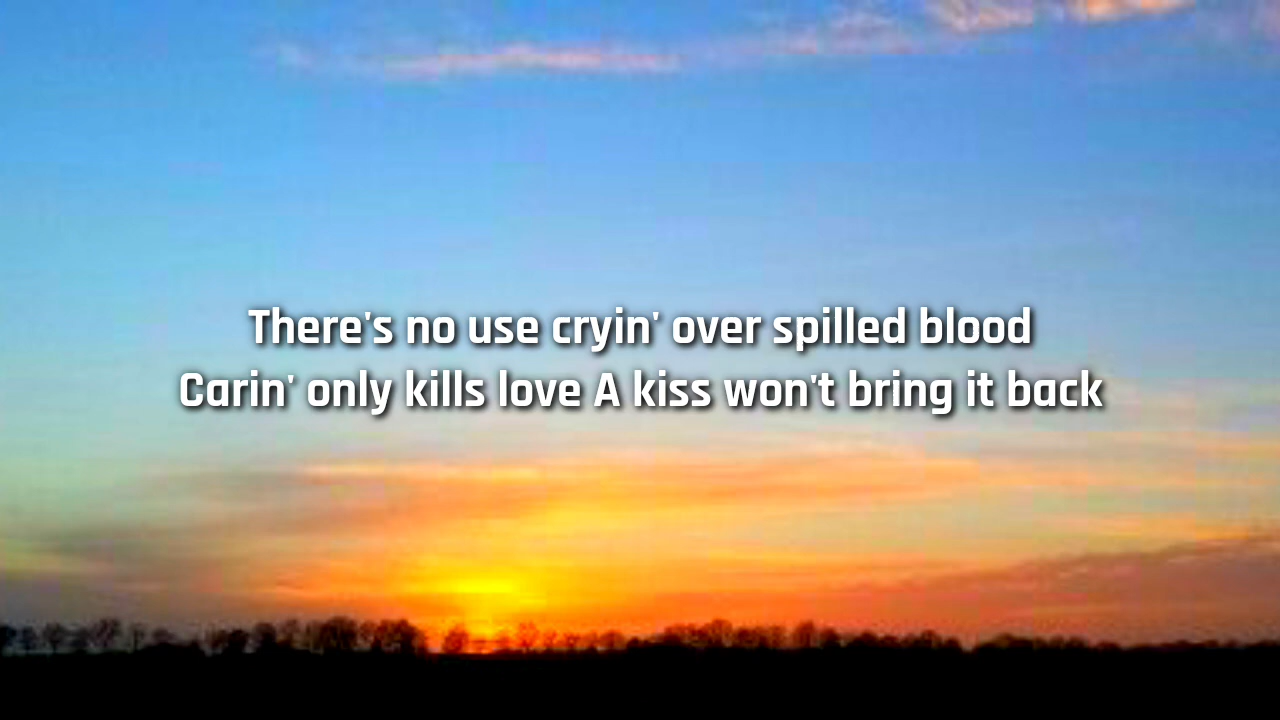 There's no use cryin' over spilled blood
Carin' only kills love A kiss won't bring it back